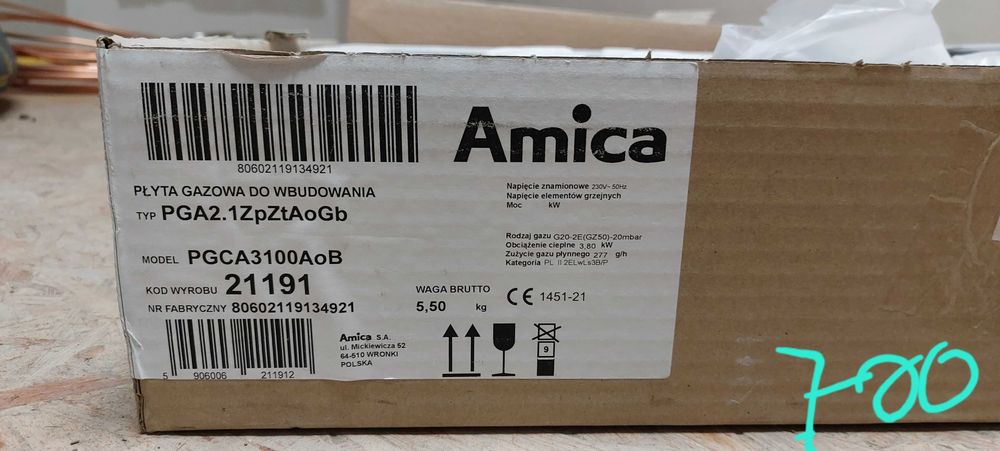 80602119134921
Amica
PŁYTA GAZOWA DO WBUDOWANIA
TYP PGA2.1ZpZtAoGb
Napięcie znamionowe 230V~ 50Hz
Napięcie elementów grzejnych
Moc kW
MODEL PGCA3100AoB
Rodzaj gazu G20-2E(GZ50)-20mbar
Obciążenie cieplne 3,80 kW
Zużycie gazu płynnego 277 g/h
Kategoria PL II 2ELwLs3B/P
KOD WYROBU 21191
NR FABRYCZNY 80602119134921
WAGA BRUTTO
5,50 kg
CE 1451-21
Amica S.A.
ul. Mickiewicza 52
64-510 WRONKI
POLSKA
9
5 906006 211912
700